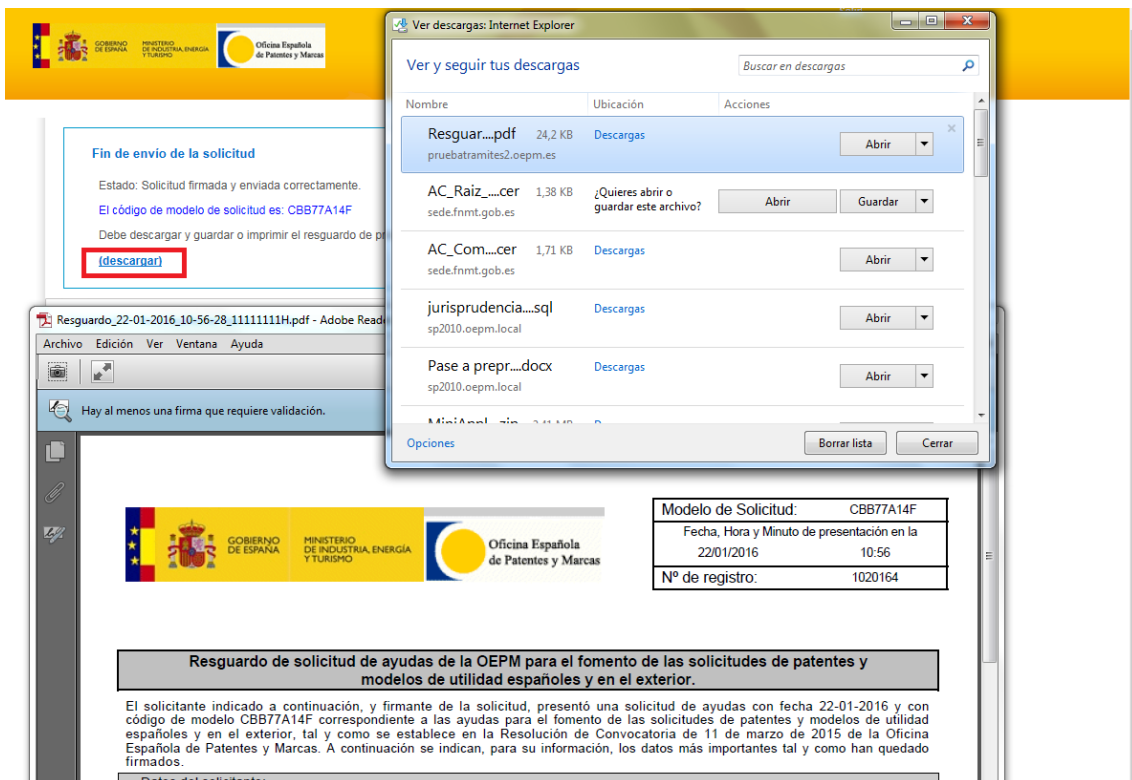 GOBIERNO
DE ESPAÑA
MINISTERIO
DE INDUSTRIA, ENERGÍA
Y TURISMO
Oficina Española
de Patentes y Marcas
Fin de envío de la solicitud
Estado: Solicitud firmada y enviada correctamente.
El código de modelo de solicitud es: CBB77A14F
Debe descargar y guardar o imprimir el resguardo de
(descargar)
Ver descargas: Internet Explorer
Ver y seguir tus descargas
Buscar en descargas
Nombre Ubicación Acciones
Resguar....pdf 24,2 KB Descargas Abrir
pruebatramites2.oepm.es
AC_Raiz_....cer 1,38 KB ¿Quieres abrir o
guardar este archivo? Abrir Guardar
sede.fnmt.gob.es
AC_Com....cer 1,71 KB Descargas Abrir
sede.fnmt.gob.es
jurisprudencia....sql Descargas Abrir
sp2010.oepm.local
Pase a prepr....docx Descargas Abrir
sp2010.oepm.local
Opciones Borrar lista Cerrar
Resguardo_22-01-2016_10-56-28_11111111H.pdf - Adobe Read
Archivo Edición Ver Ventana Ayuda
Hay al menos una firma que requiere validación.
GOBIERNO
DE ESPAÑA
MINISTERIO
DE INDUSTRIA, ENERGÍA
Y TURISMO
Oficina Española
de Patentes y Marcas
Modelo de Solicitud: CBB77A14F
Fecha, Hora y Minuto de presentación en la
22/01/2016 10:56
Nº de registro: 1020164
Resguardo de solicitud de ayudas de la OEPM para el fomento de las solicitudes de patentes y
modelos de utilidad españoles y en el exterior.
El solicitante indicado a continuación, y firmante de la solicitud, presentó una solicitud de ayudas con fecha 22-01-2016 y con
código de modelo CBB77A14F correspondiente a las ayudas para el fomento de las solicitudes de patentes y modelos de utilidad
españoles y en el exterior, tal y como se establece en la Resolución de Convocatoria de 11 de marzo de 2015 de la Oficina
Española de Patentes y Marcas. A continuación se indican, para su información, los datos más importantes tal y como han quedado
firmados.
Datos del solicitante: